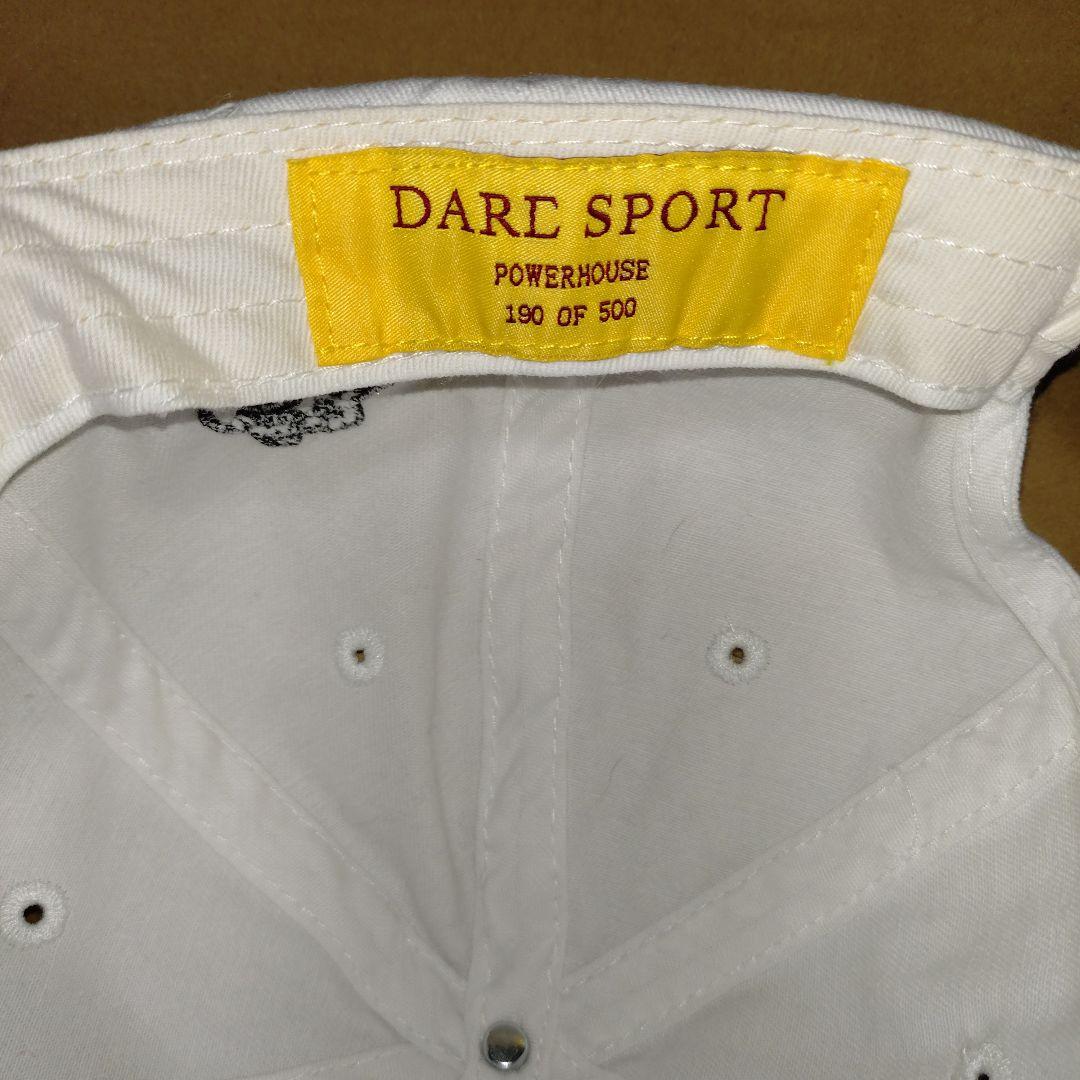 DARE SPORT
POWERHOUSE
190 OF 500